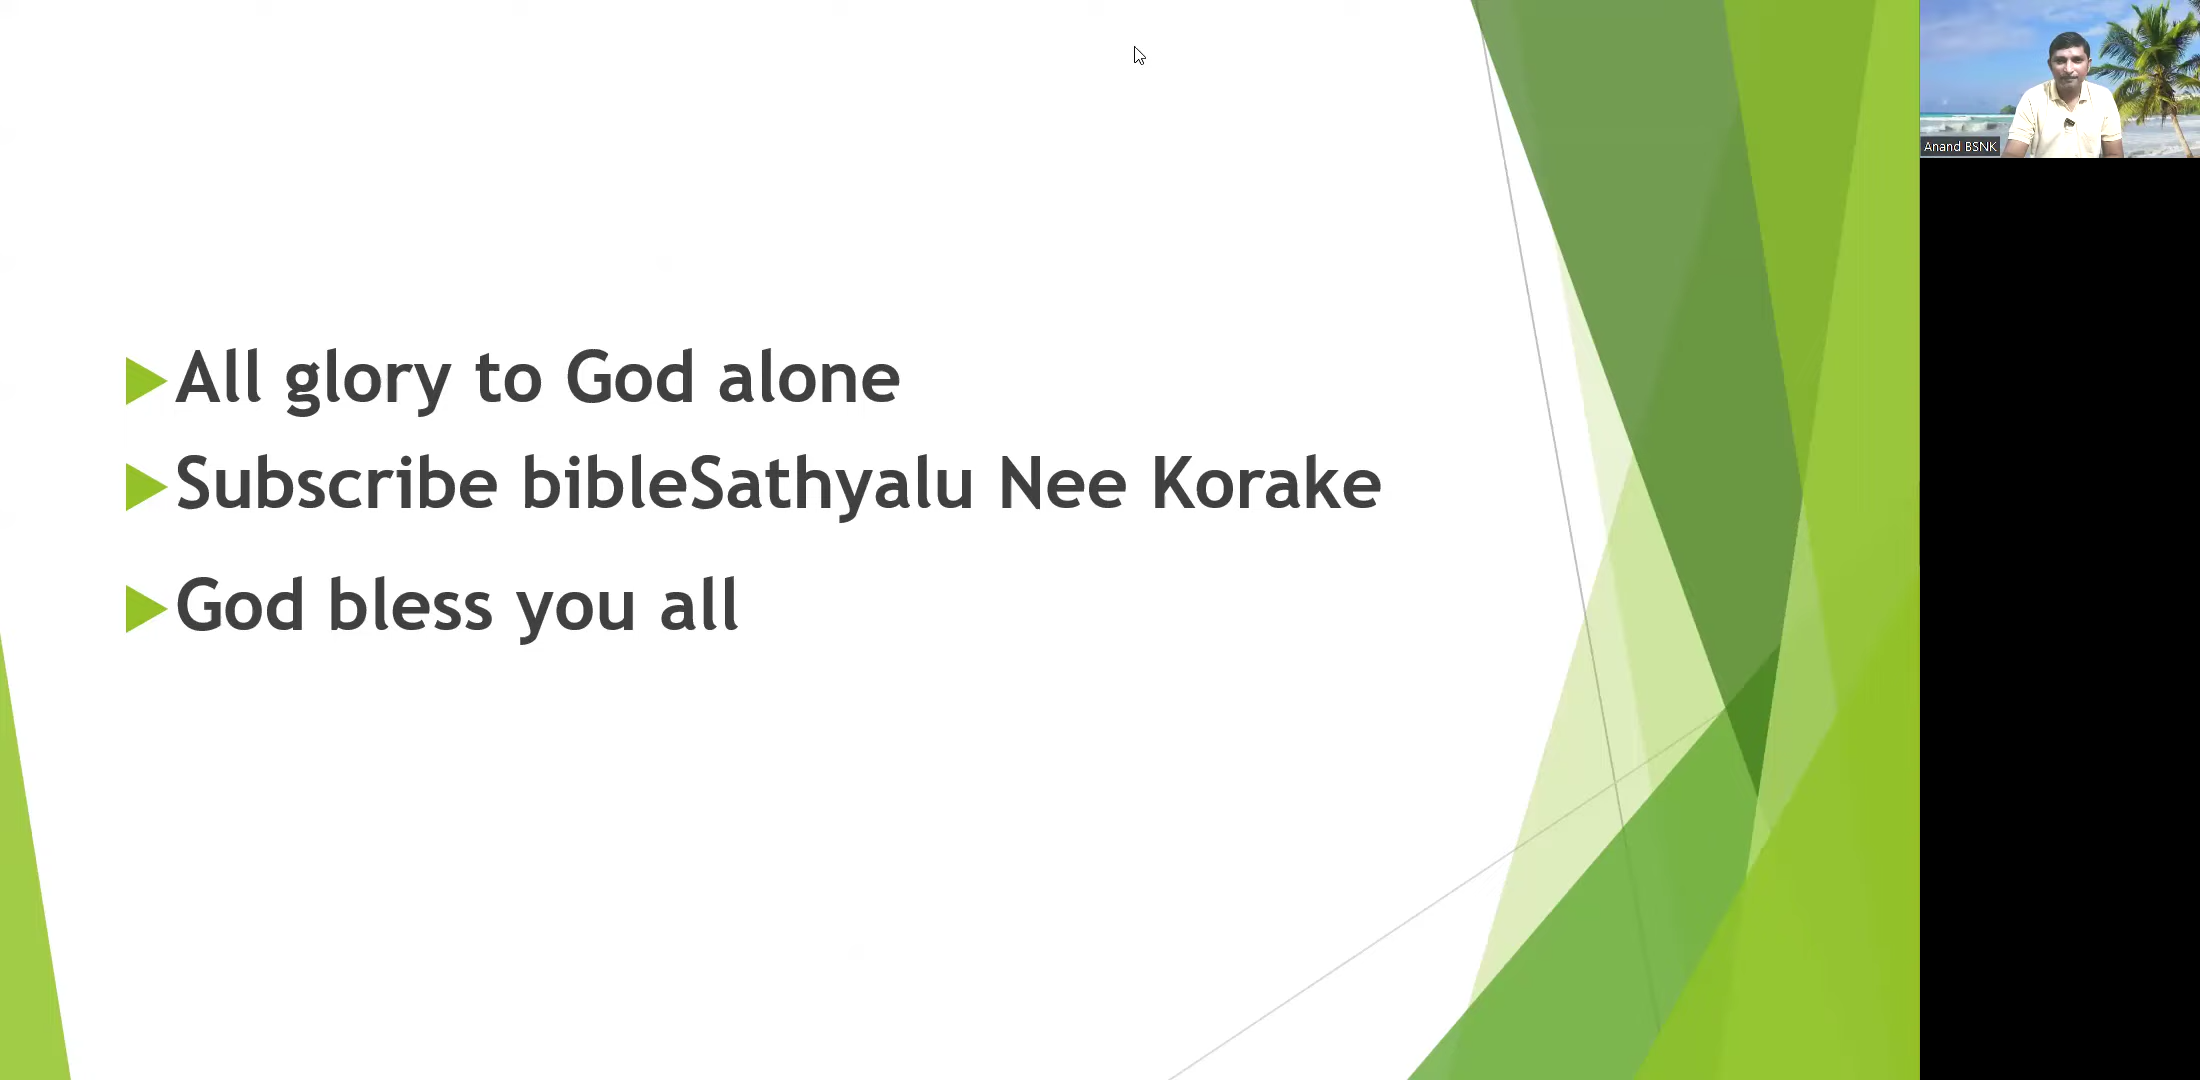 All glory to God alone
Subscribe bibleSathyalu Nee Korake
God bless you all
Anand BSNK